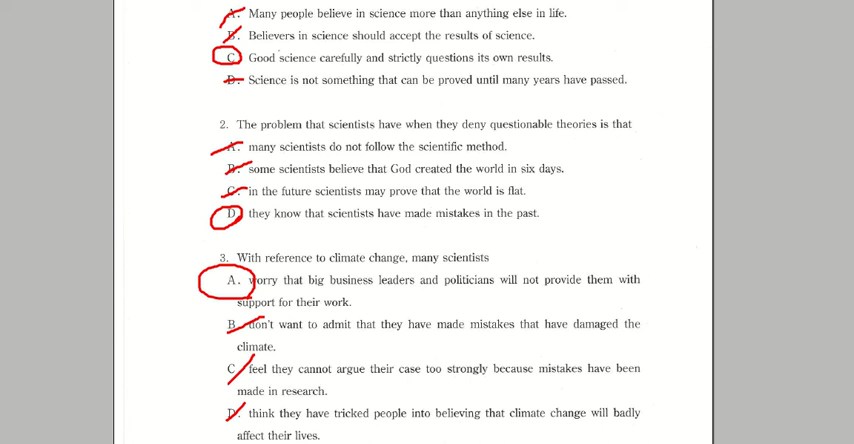 A. Many people believe in science more than anything else in life.
B. Believers in science should accept the results of science.
C. Good science carefully and strictly questions its own results.
D. Science is not something that can be proved until many years have passed.
2. The problem that scientists have when they deny questionable theories is that
A. many scientists do not follow the scientific method.
B. some scientists believe that God created the world in six days.
C. in the future scientists may prove that the world is flat.
D. they know that scientists have made mistakes in the past.
3. With reference to climate change, many scientists
A. worry that big business leaders and politicians will not provide them with
support for their work.
B. don't want to admit that they have made mistakes that have damaged the
climate.
C. feel they cannot argue their case too strongly because mistakes have been
made in research.
D. think they have tricked people into believing that climate change will badly
affect their lives.